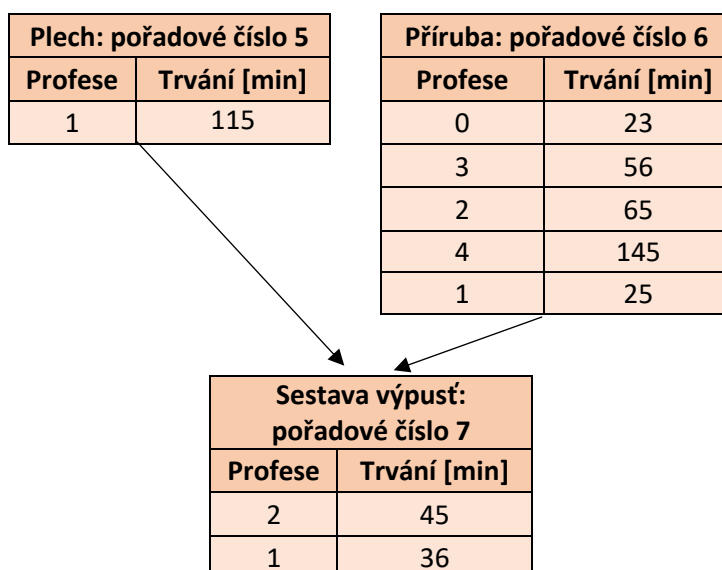 Plech: pořadové číslo 5
Profese Trvání [min]
1 115
Příruba: pořadové číslo 6
Profese Trvání [min]
0 23
3 56
2 65
4 145
1 25
Sestava výpusť:
pořadové číslo 7
Profese Trvání [min]
2 45
1 36